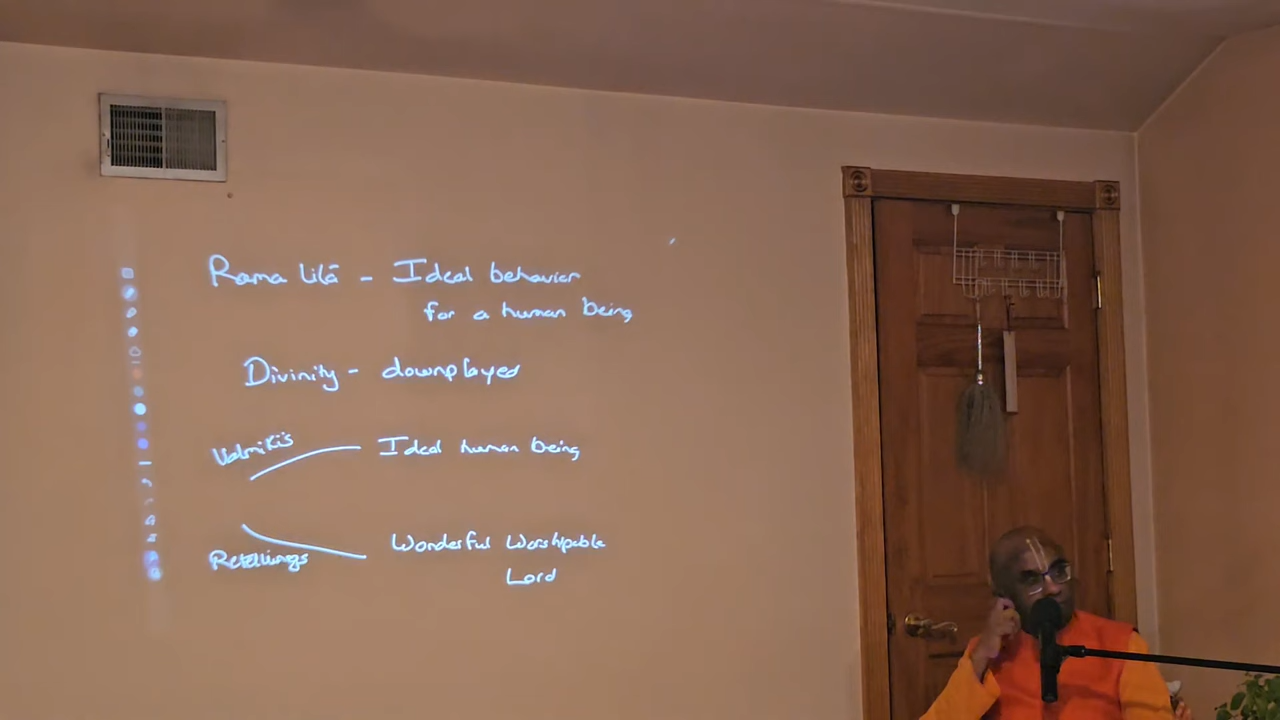 Rama Lilā - Ideal behavior
for a human being
Divinity - downplayed
Valmiki's Ideal human being
Retellings Wonderful Worshipable
Lord